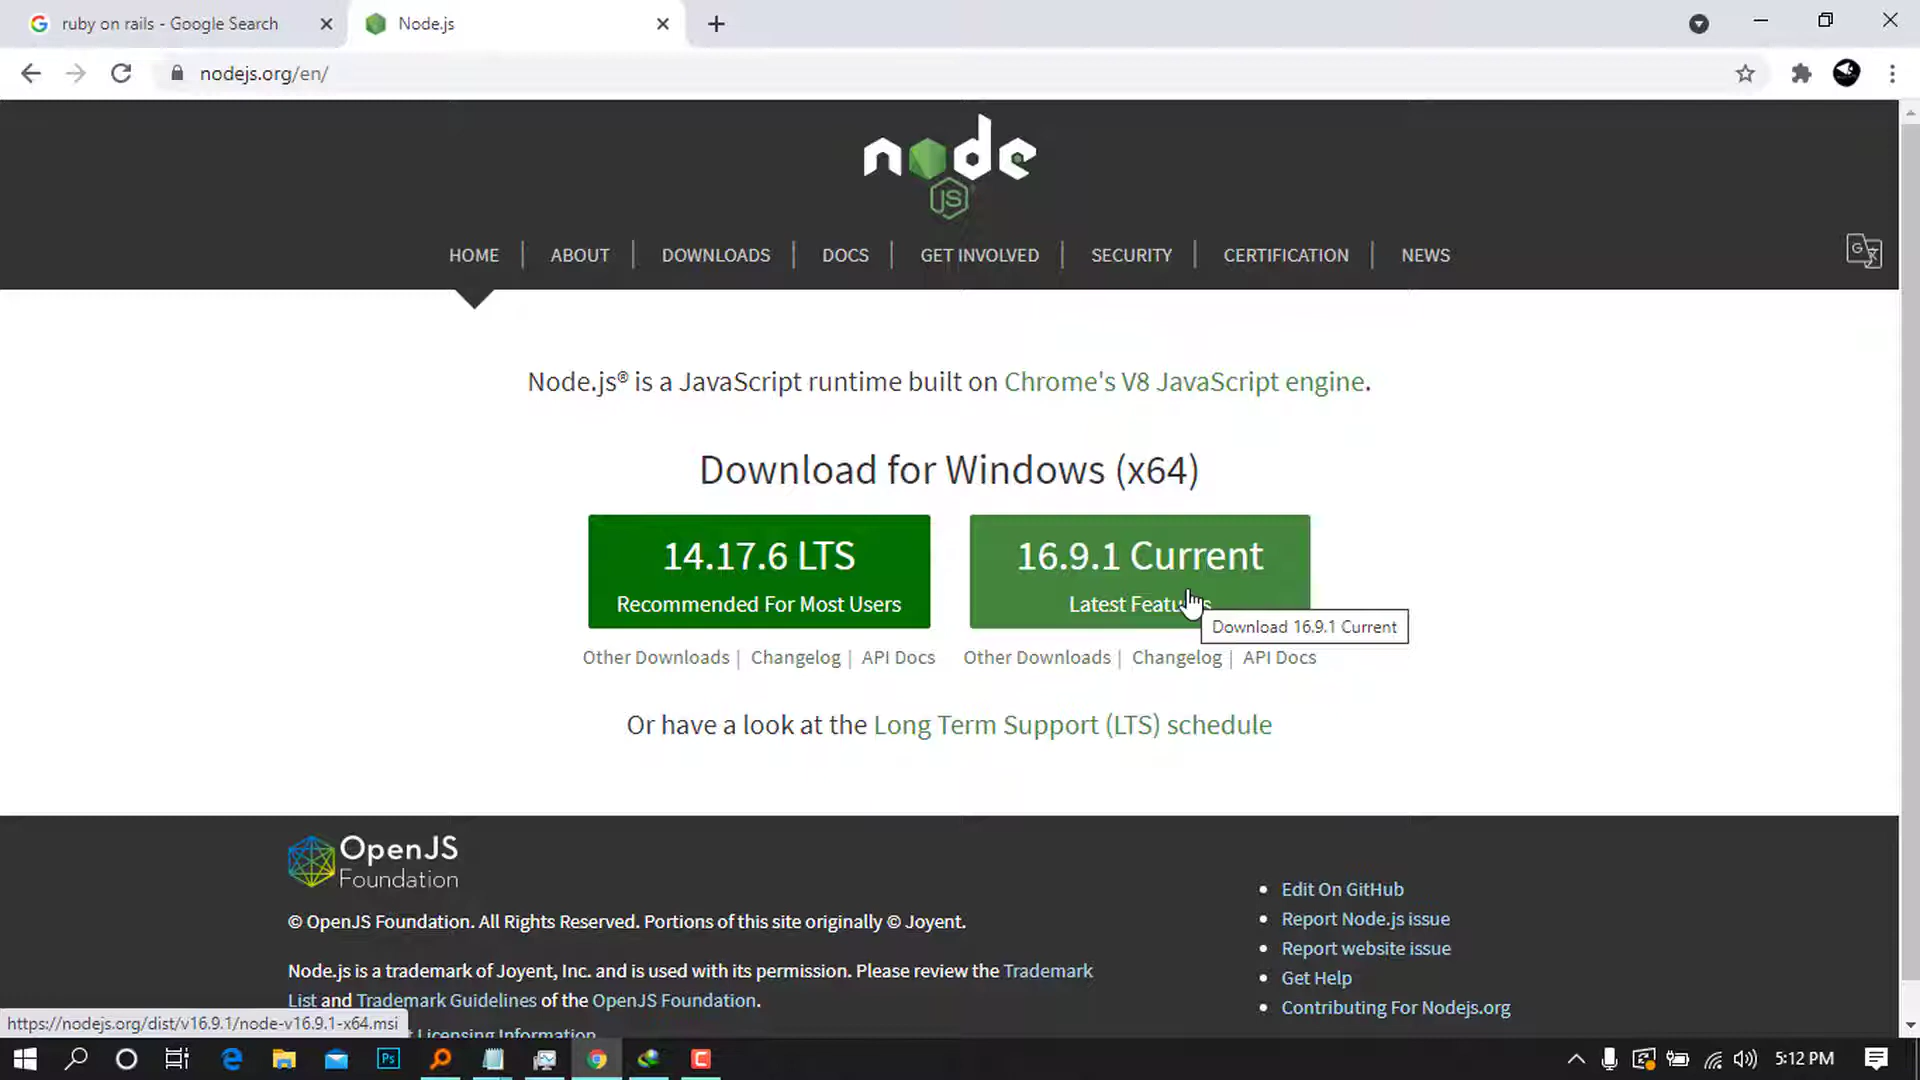 ruby on rails - Google Search
Node.js
nodejs.org/en/
node
JS
HOME | ABOUT | DOWNLOADS | DOCS | GET INVOLVED | SECURITY | CERTIFICATION | NEWS
Node.js® is a JavaScript runtime built on Chrome's V8 JavaScript engine.
Download for Windows (x64)
14.17.6 LTS
Recommended For Most Users
16.9.1 Current
Latest Features
Download 16.9.1 Current
Other Downloads | Changelog | API Docs
Other Downloads | Changelog | API Docs
Or have a look at the Long Term Support (LTS) schedule
OpenJS
Foundation
© OpenJS Foundation. All Rights Reserved. Portions of this site originally © Joyent.
Node.js is a trademark of Joyent, Inc. and is used with its permission. Please review the Trademark
List and Trademark Guidelines of the OpenJS Foundation.
Licensing Information
Edit On GitHub
Report Node.js issue
Report website issue
Get Help
Contributing For Nodejs.org
https://nodejs.org/dist/v16.9.1/node-v16.9.1-x64.msi
Ps
C
5:12 PM